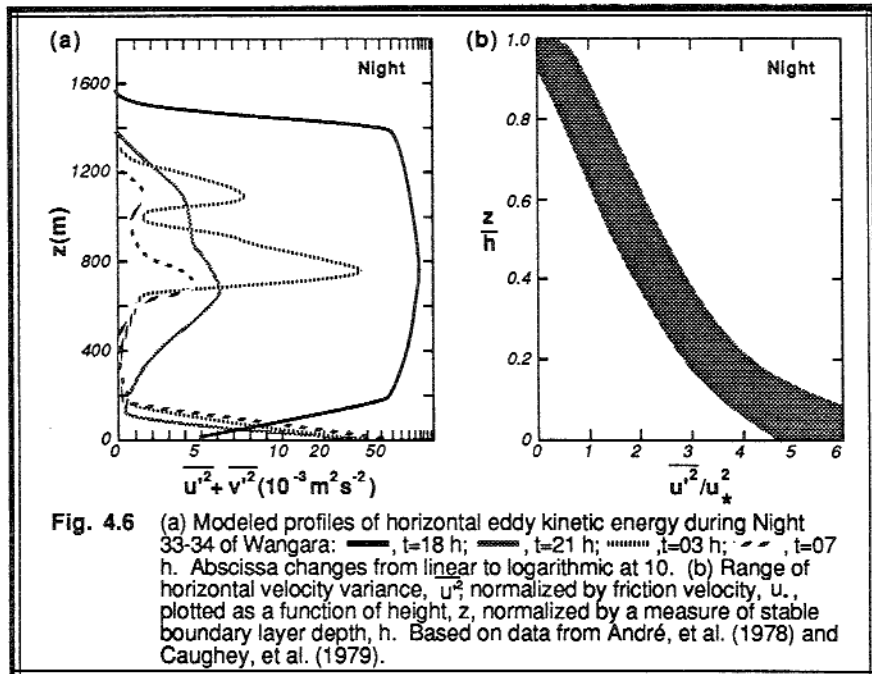 (a)
Night
1600
1200
800
400
0
z(m)
0 5 10 20 50
u'² + v'² (10⁻³ m² s⁻²)
(b)
Night
1.0
0.8
0.6
0.4
0.2
0
z/h
0 1 2 3 4 5 6
u'²/u*²
Fig. 4.6 (a) Modeled profiles of horizontal eddy kinetic energy during Night
33-34 of Wangara: , t=18 h; , t=21 h; ,t=03 h; , t=07
h. Abscissa changes from linear to logarithmic at 10. (b) Range of
horizontal velocity variance, u'², normalized by friction velocity, u*,
plotted as a function of height, z, normalized by a measure of stable
boundary layer depth, h. Based on data from André, et al. (1978) and
Caughey, et al. (1979).